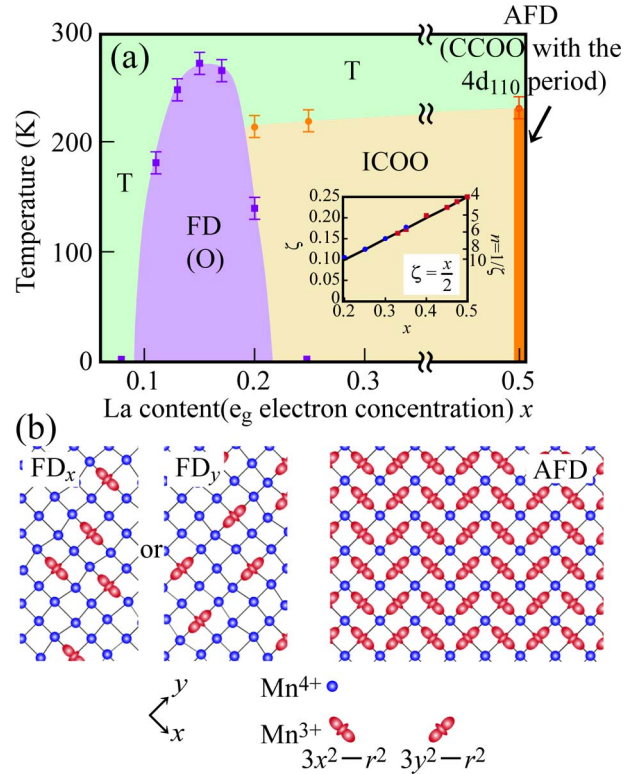 (a)
AFD
(CCOO with the
4d110 period)
T
T
ICOO
FD
(O)
Temperature (K)
300
200
100
0
0.1
0.2
0.3
0.5
La content(eg electron concentration) x
ζ
0.25
0.20
0.15
0.10
0.05
0.00
0.2
0.3
0.4
0.5
x
4
5
6
8
10
n=1/ζ
ζ = x/2
(b)
FDx
or
FDy
AFD
y
x
Mn4+
Mn3+
3x2—r2
3y2—r2